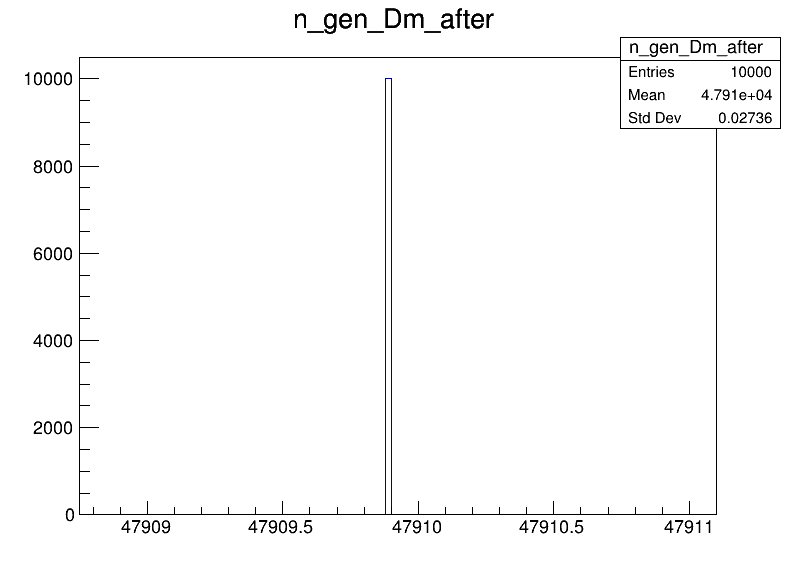 n_gen_Dm_after
n_gen_Dm_after
Entries 10000
Mean 4.791e+04
Std Dev 0.02736
10000
8000
6000
4000
2000
0
47909 47909.5 47910 47910.5 47911